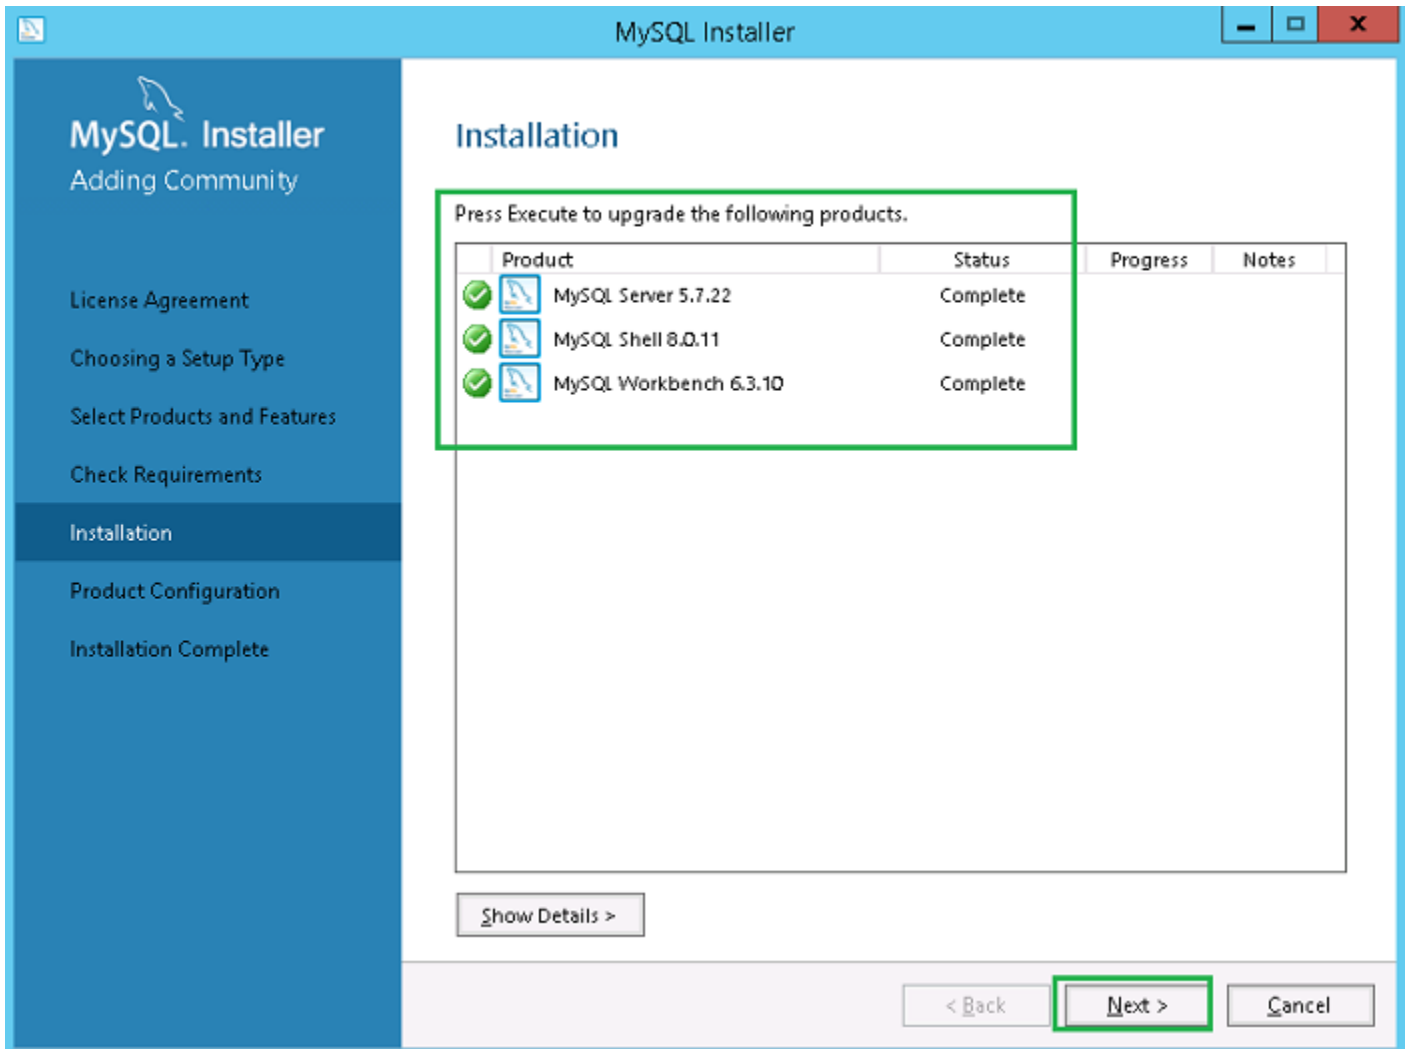 MySQL Installer
MySQL. Installer
Adding Community
License Agreement
Choosing a Setup Type
Select Products and Features
Check Requirements
Installation
Product Configuration
Installation Complete
Installation
Press Execute to upgrade the following products.
Product Status Progress Notes
MySQL Server 5.7.22 Complete
MySQL Shell 8.0.11 Complete
MySQL Workbench 6.3.10 Complete
Show Details >
< Back Next > Cancel